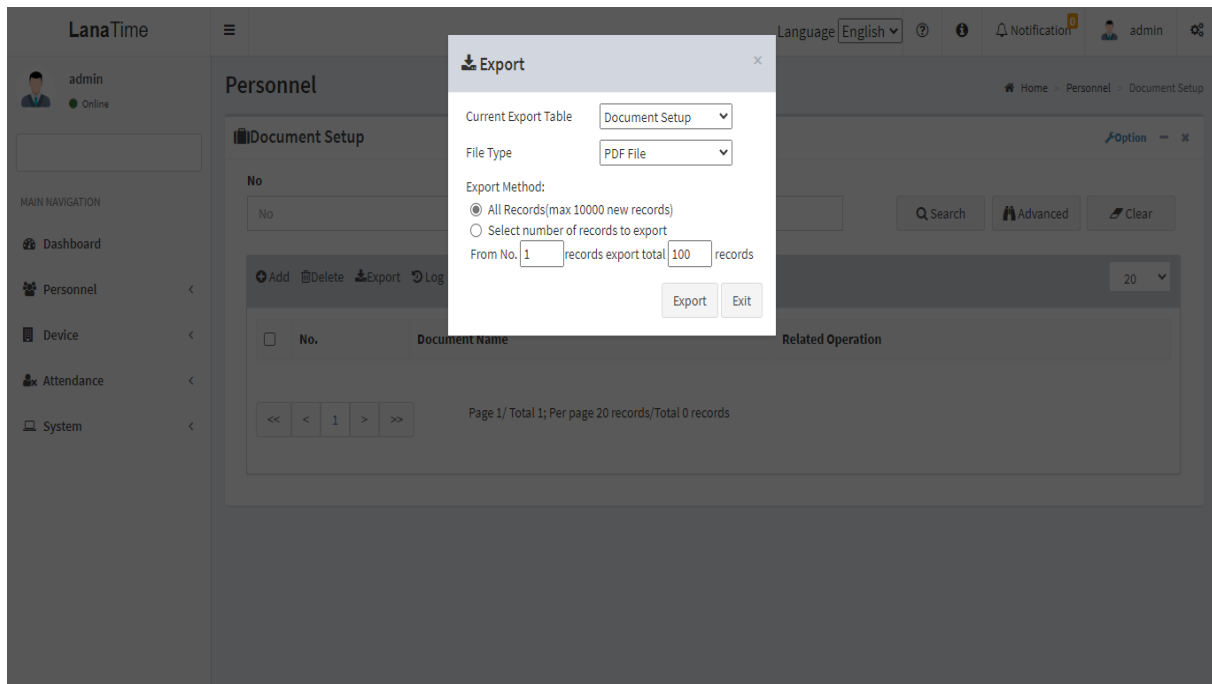 LanaTime
Language English
0
Notification
admin
admin
Online
MAIN NAVIGATION
Dashboard
Personnel
Device
Attendance
System
Personnel
Home > Personnel > Document Setup
Document Setup
Option
No
No
Search
Advanced
Clear
Add Delete Export Log
20
No. Document Name Related Operation
<< < 1 > >>
Page 1/ Total 1; Per page 20 records/Total 0 records
Export
×
Current Export Table Document Setup
File Type PDF File
Export Method:
All Records(max 10000 new records)
Select number of records to export
From No. 1 records export total 100 records
Export Exit